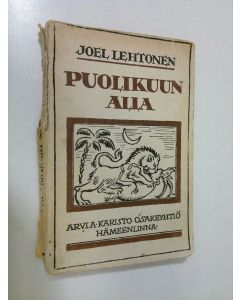 JOEL LEHTONEN
PUOLIKUUN
ALLA
ARVI A. KARISTO OSAKEYHTIÖ
HÄMEENLINNA